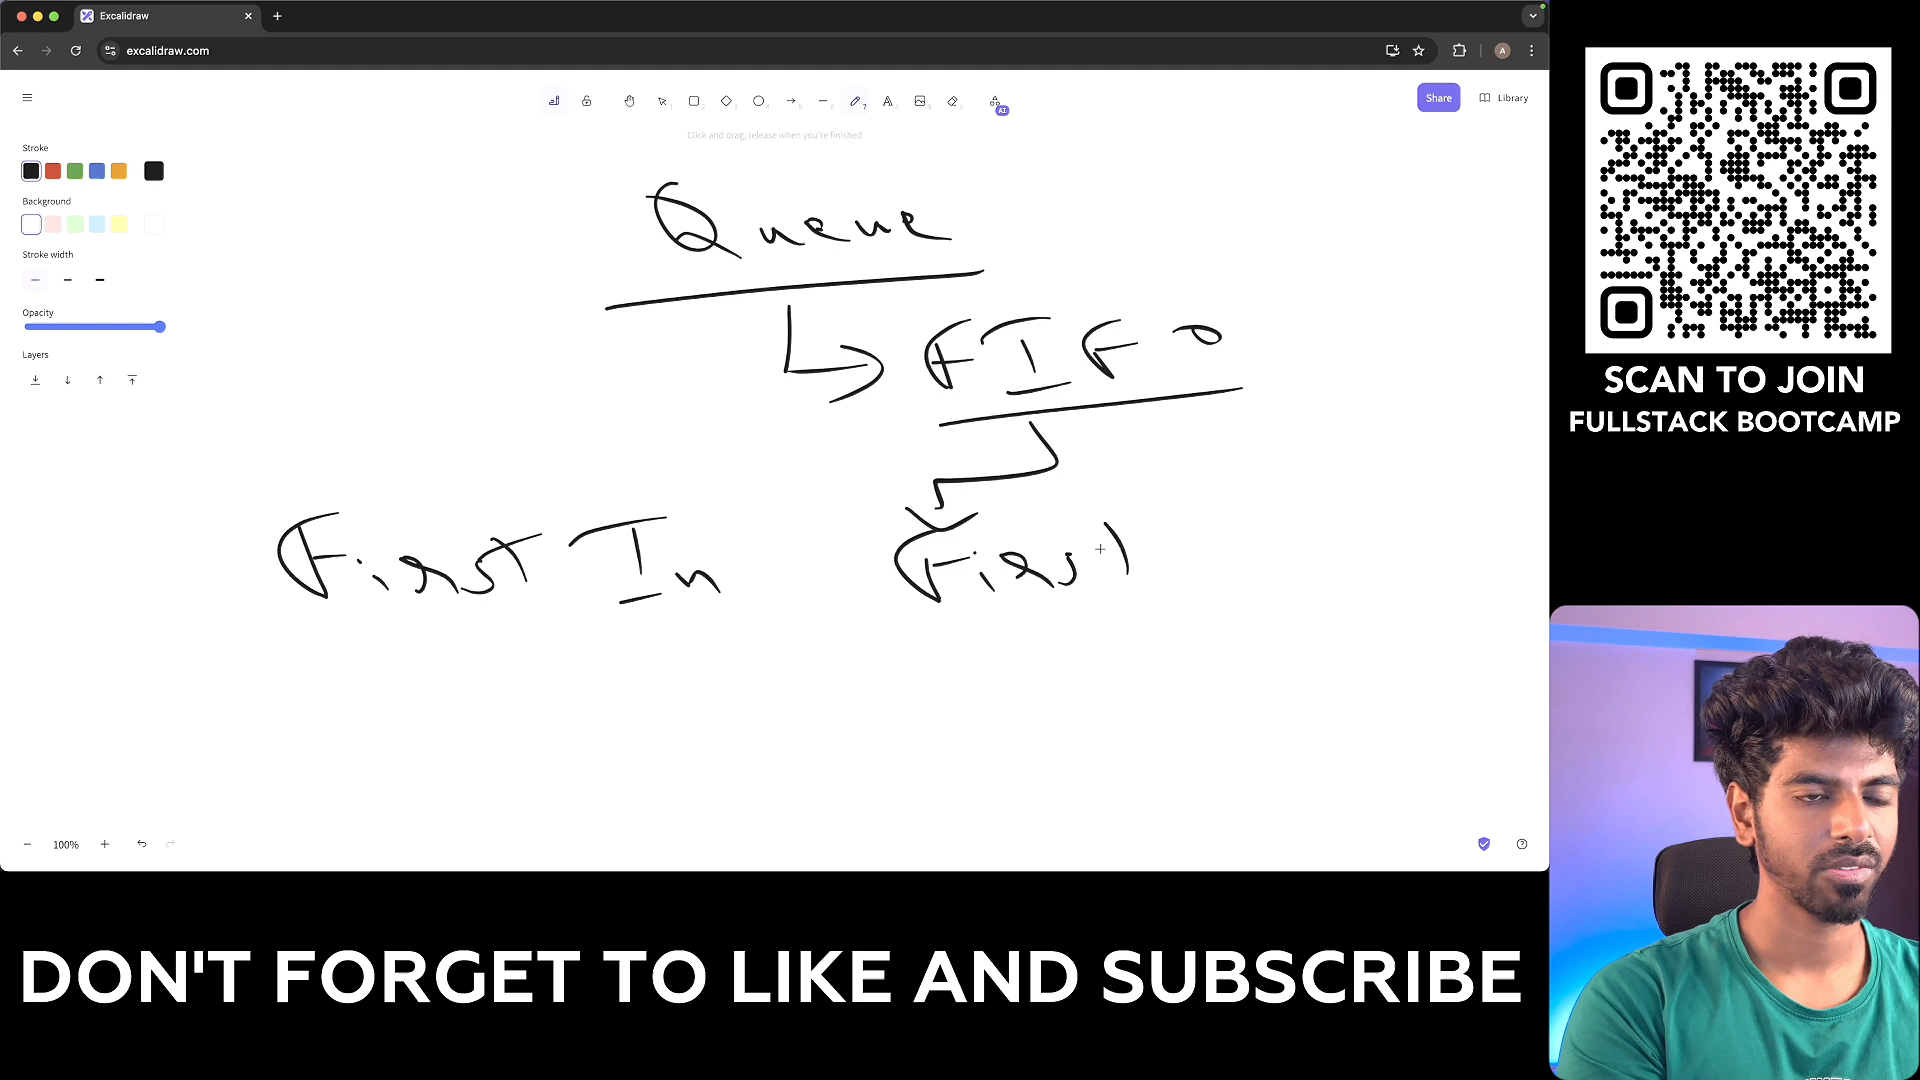 Excalidraw
excalidraw.com
A
Share
Library
Click and drag, release when you're finished
Stroke
Background
Stroke width
Opacity
Layers
AI
Queue
FIFO
First In First
100%
SCAN TO JOIN
FULLSTACK BOOTCAMP
DON'T FORGET TO LIKE AND SUBSCRIBE